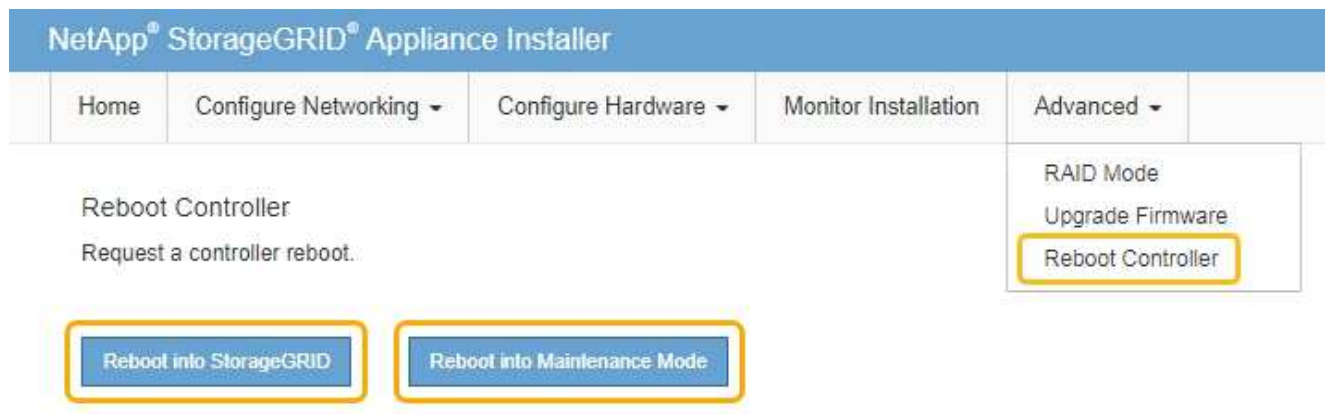 NetApp® StorageGRID® Appliance Installer
Home Configure Networking Configure Hardware Monitor Installation Advanced
RAID Mode
Upgrade Firmware
Reboot Controller
Reboot Controller
Request a controller reboot.
Reboot into StorageGRID Reboot into Maintenance Mode